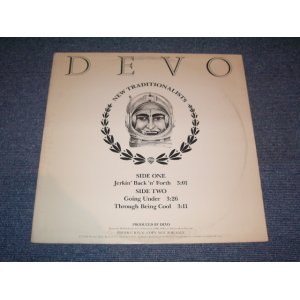 DEVO
NEW TRADITIONALISTS
SIDE ONE
Jerkin' Back 'n' Forth 3:01
SIDE TWO
Going Under 3:26
Through Being Cool 3:11
PRODUCED BY DEVO